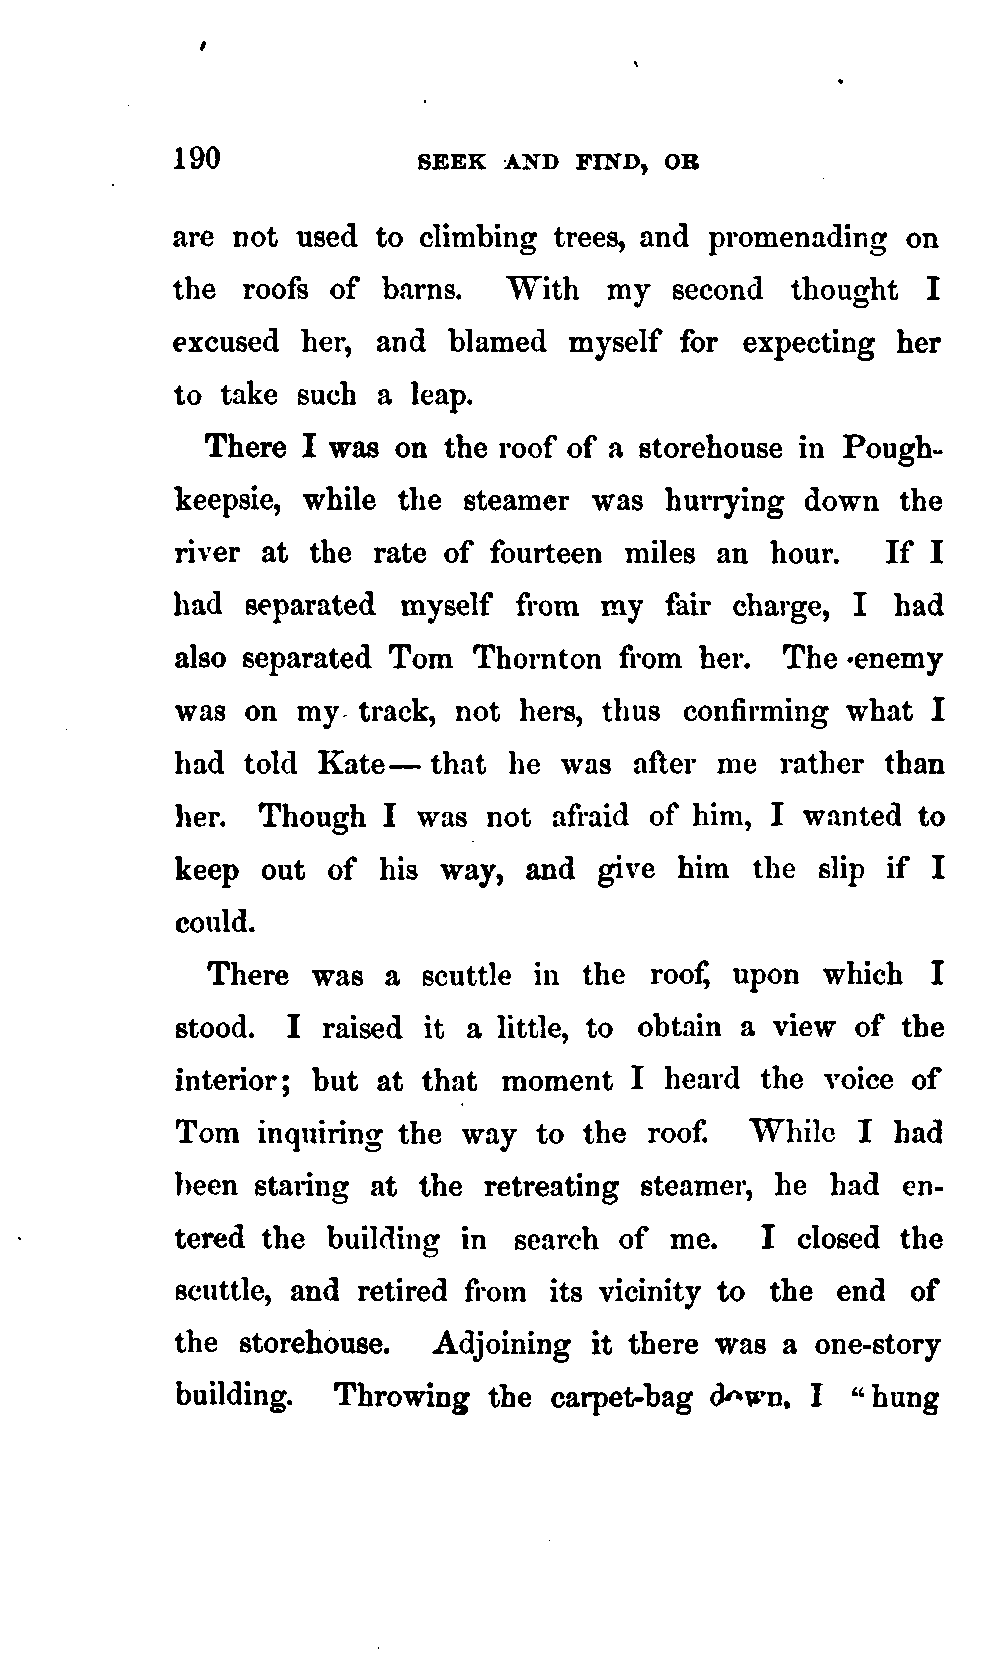 190 SEEK AND FIND, OR
are not used to climbing trees, and promenading on
the roofs of barns. With my second thought I
excused her, and blamed myself for expecting her
to take such a leap.
There I was on the roof of a storehouse in Pough-
keepsie, while the steamer was hurrying down the
river at the rate of fourteen miles an hour. If I
had separated myself from my fair charge, I had
also separated Tom Thornton from her. The enemy
was on my track, not hers, thus confirming what I
had told Kate— that he was after me rather than
her. Though I was not afraid of him, I wanted to
keep out of his way, and give him the slip if I
could.
There was a scuttle in the roof, upon which I
stood. I raised it a little, to obtain a view of the
interior; but at that moment I heard the voice of
Tom inquiring the way to the roof. While I had
been staring at the retreating steamer, he had en-
tered the building in search of me. I closed the
scuttle, and retired from its vicinity to the end of
the storehouse. Adjoining it there was a one-story
building. Throwing the carpet-bag down, I "hung